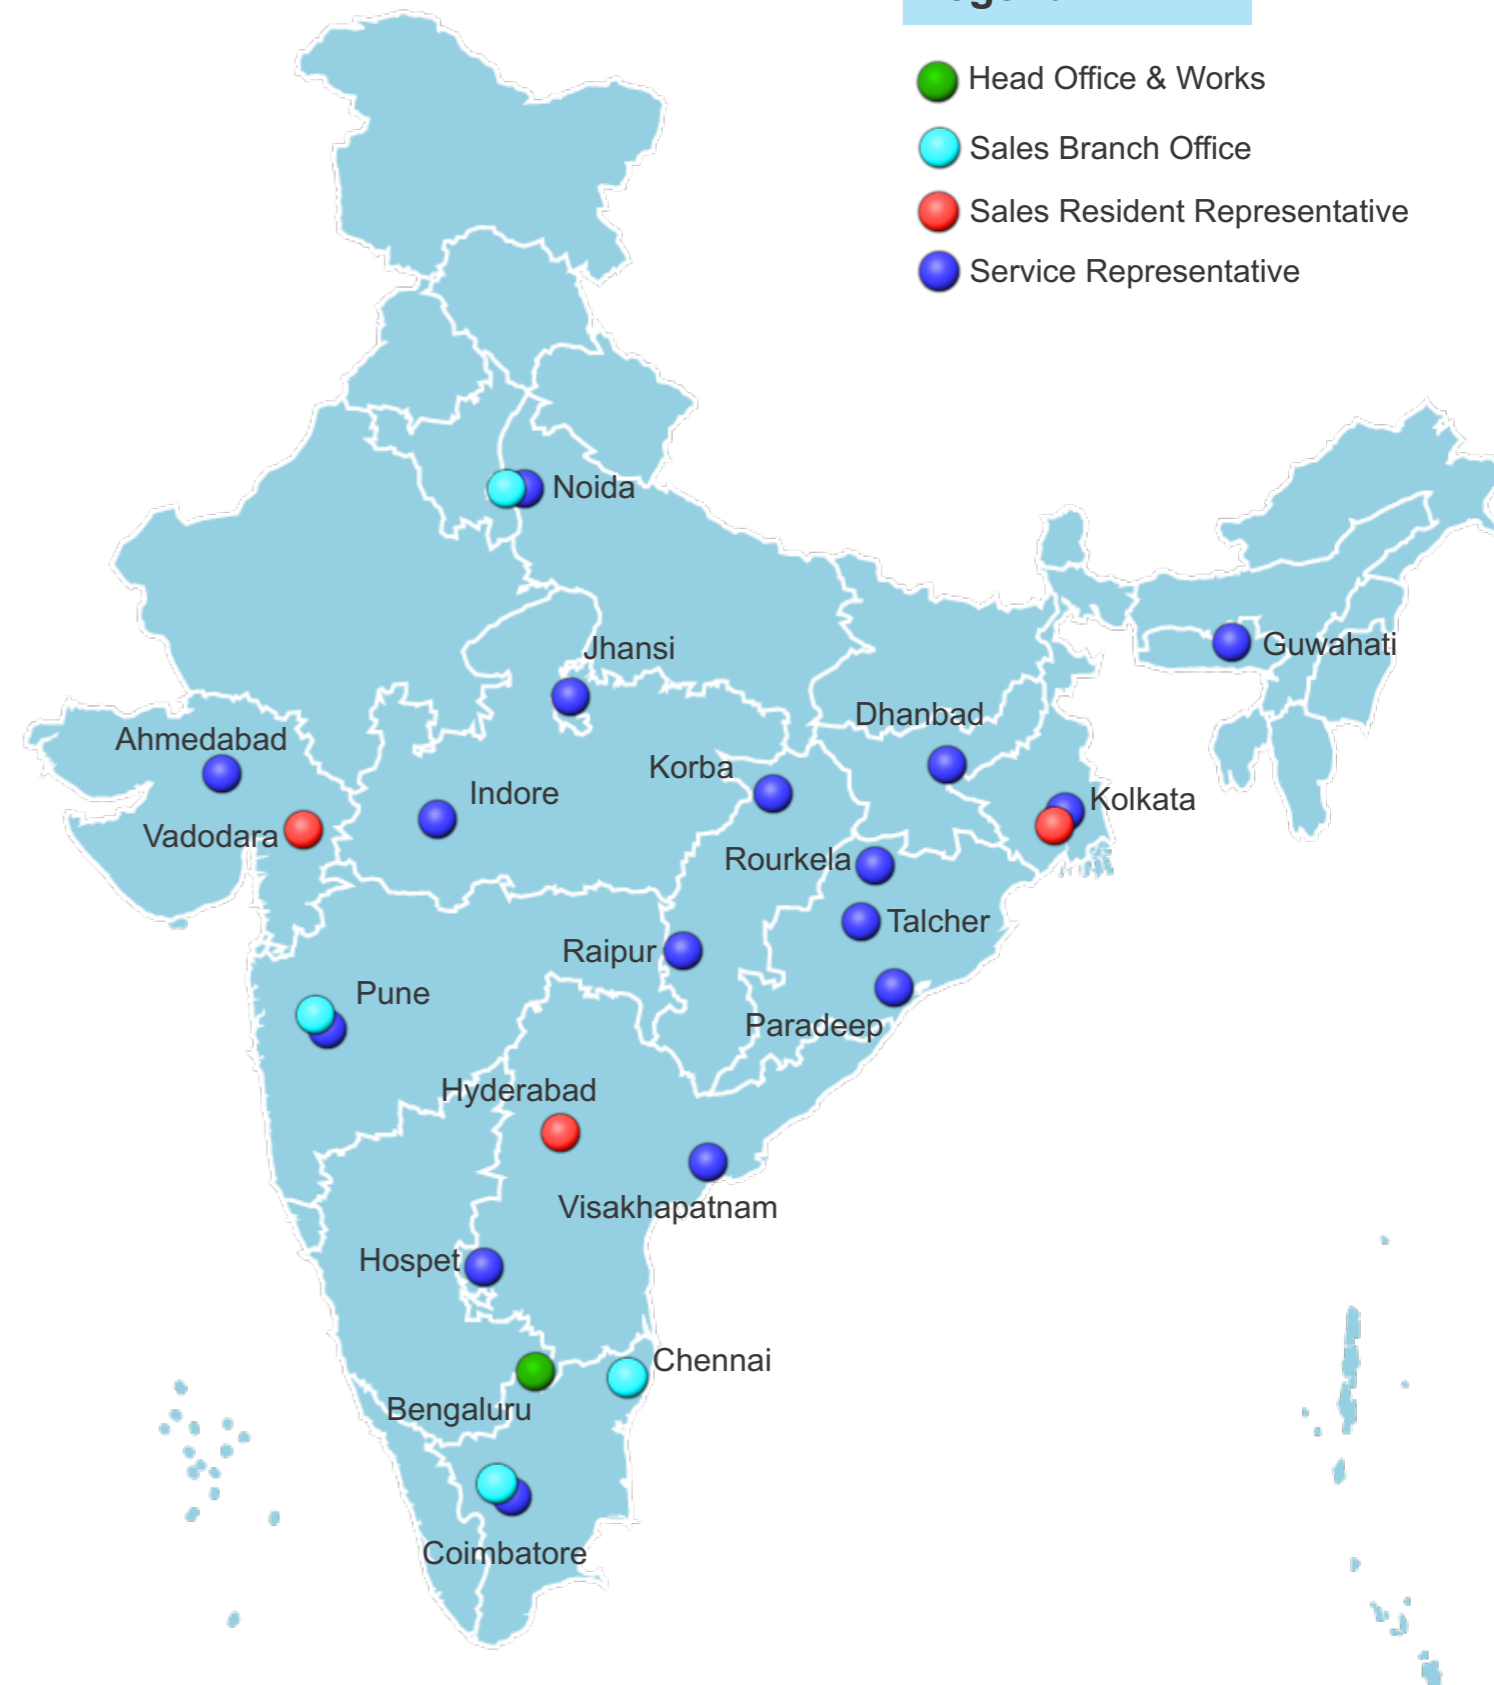 Head Office & Works
Sales Branch Office
Sales Resident Representative
Service Representative
Noida
Jhansi
Guwahati
Dhanbad
Ahmedabad
Korba
Indore
Kolkata
Vadodara
Rourkela
Talcher
Raipur
Pune
Paradeep
Hyderabad
Visakhapatnam
Hospet
Chennai
Bengaluru
Coimbatore